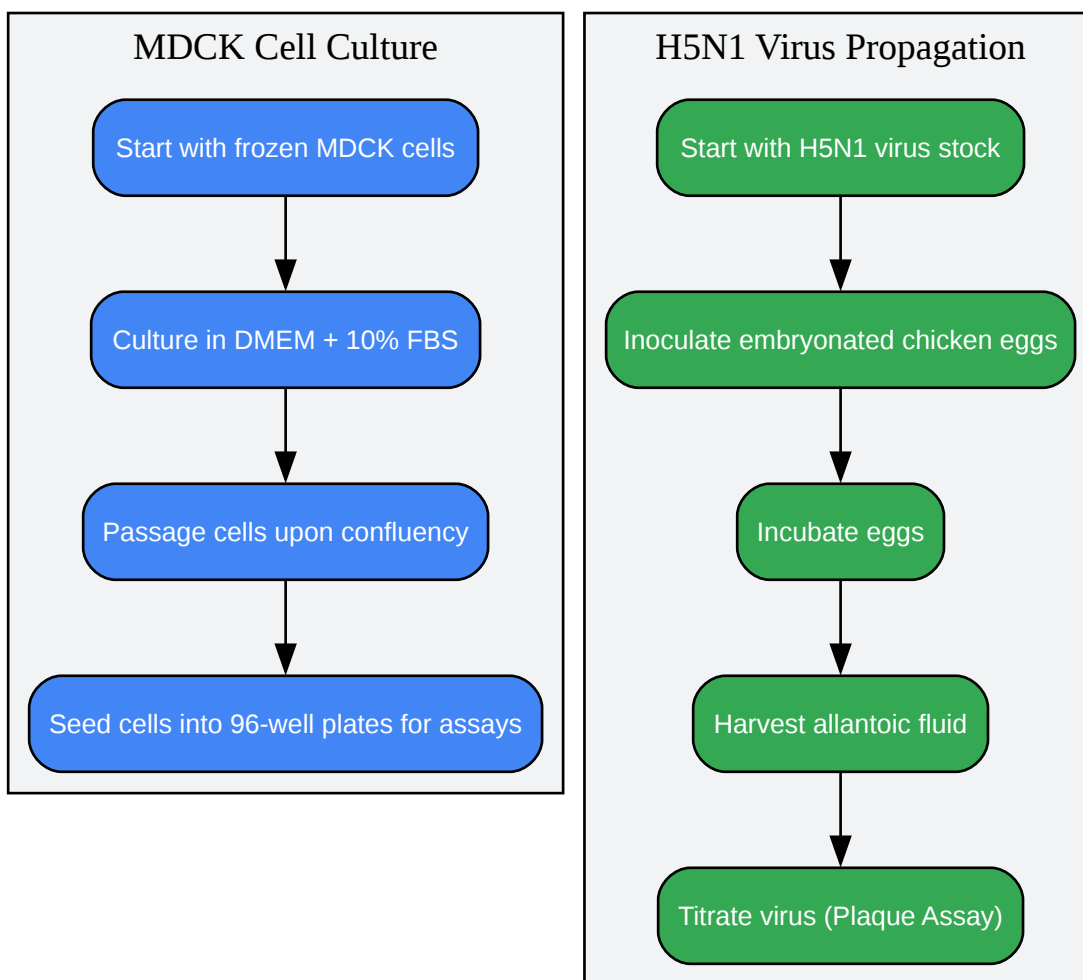 MDCK Cell Culture
Start with frozen MDCK cells
Culture in DMEM + 10% FBS
Passage cells upon confluency
Seed cells into 96-well plates for assays
H5N1 Virus Propagation
Start with H5N1 virus stock
Inoculate embryonated chicken eggs
Incubate eggs
Harvest allantoic fluid
Titrate virus (Plaque Assay)